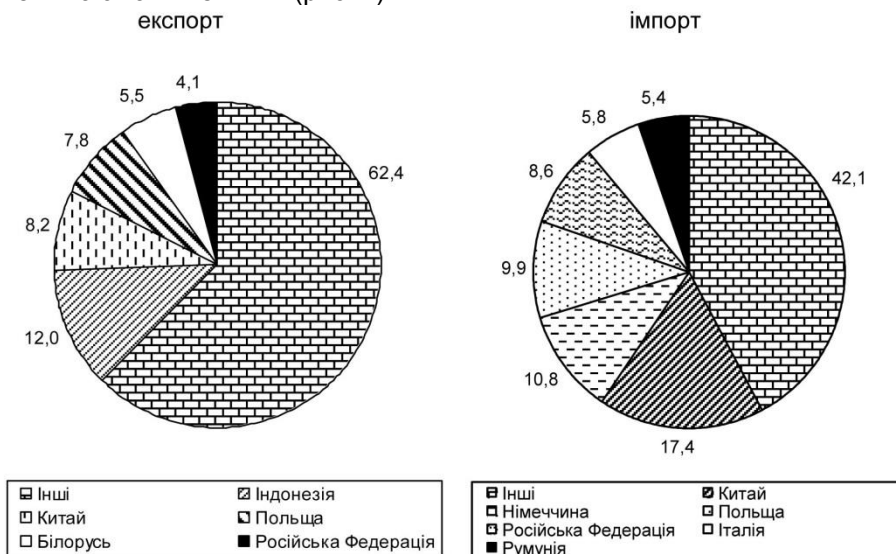 експорт
імпорт
4,1
5,5
7,8
62,4
8,2
12,0
5,4
5,8
8,6
42,1
9,9
10,8
17,4
Інші Індонезія
Китай Польща
Білорусь Російська Федерація
Інші Китай
Німеччина Польща
Російська Федерація Італія
Румунія